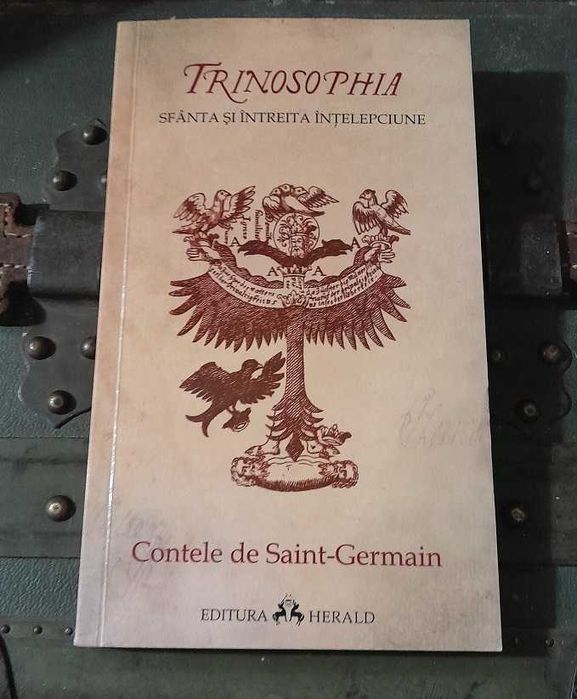 TRINOSOPHIA
SFÂNTA ȘI ÎNTREITA ÎNȚELEPCIUNE
A A
A A
Contele de Saint-Germain
EDITURA HERALD